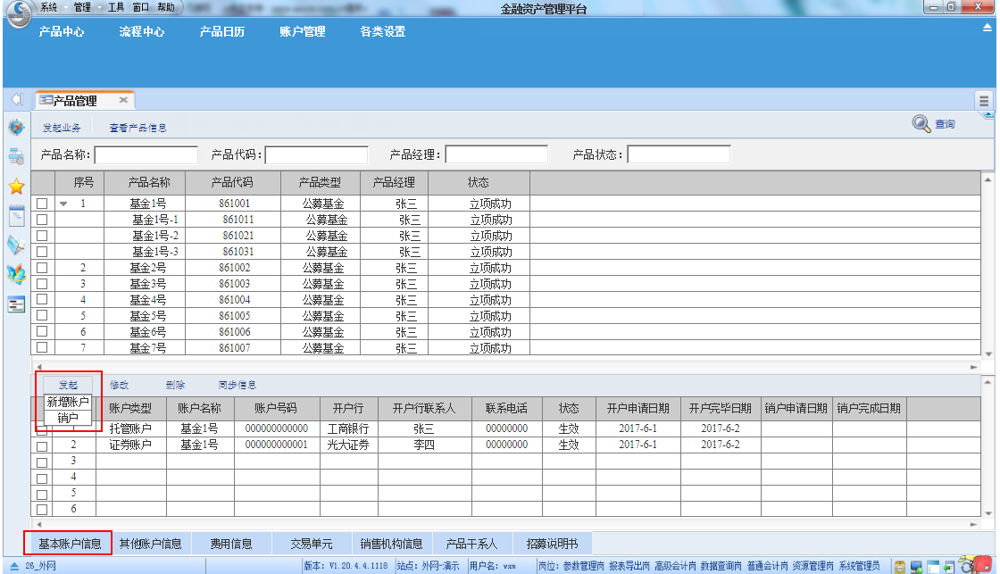 系统 管理 工具 窗口 帮助
金融资产管理平台
产品中心 流程中心 产品日历 账户管理 各类设置
产品管理
发起业务 查看产品信息 查询
产品名称： 产品代码： 产品经理： 产品状态：
序号 产品名称 产品代码 产品类型 产品经理 状态
1 基金1号 861001 公募基金 张三 立项成功
基金1号-1 861011 公募基金 张三 立项成功
基金1号-2 861021 公募基金 张三 立项成功
基金1号-3 861031 公募基金 张三 立项成功
2 基金2号 861002 公募基金 张三 立项成功
3 基金3号 861003 公募基金 张三 立项成功
4 基金4号 861004 公募基金 张三 立项成功
5 基金5号 861005 公募基金 张三 立项成功
6 基金6号 861006 公募基金 张三 立项成功
7 基金7号 861007 公募基金 张三 立项成功
发起 修改 删除 同步信息
新增账户
销户
账户类型 账户名称 账户号码 开户行 开户行联系人 联系电话 状态 开户申请日期 开户完毕日期 销户申请日期 销户完成日期
托管账户 基金1号 000000000000 工商银行 张三 00000000 生效 2017-6-1 2017-6-2
2 证券账户 基金1号 000000000001 光大证券 李四 00000000 生效 2017-6-1 2017-6-2
3
4
5
6
基本账户信息 其他账户信息 费用信息 交易单元 销售机构信息 产品干系人 招募说明书
26_外网 版本：V1.20.4.4.1118 站点：外网-演示 用户名：wxm 岗位：参数管理岗 报表导出岗 高级会计岗 数据查询岗 普通会计岗 资源管理岗 系统管理员